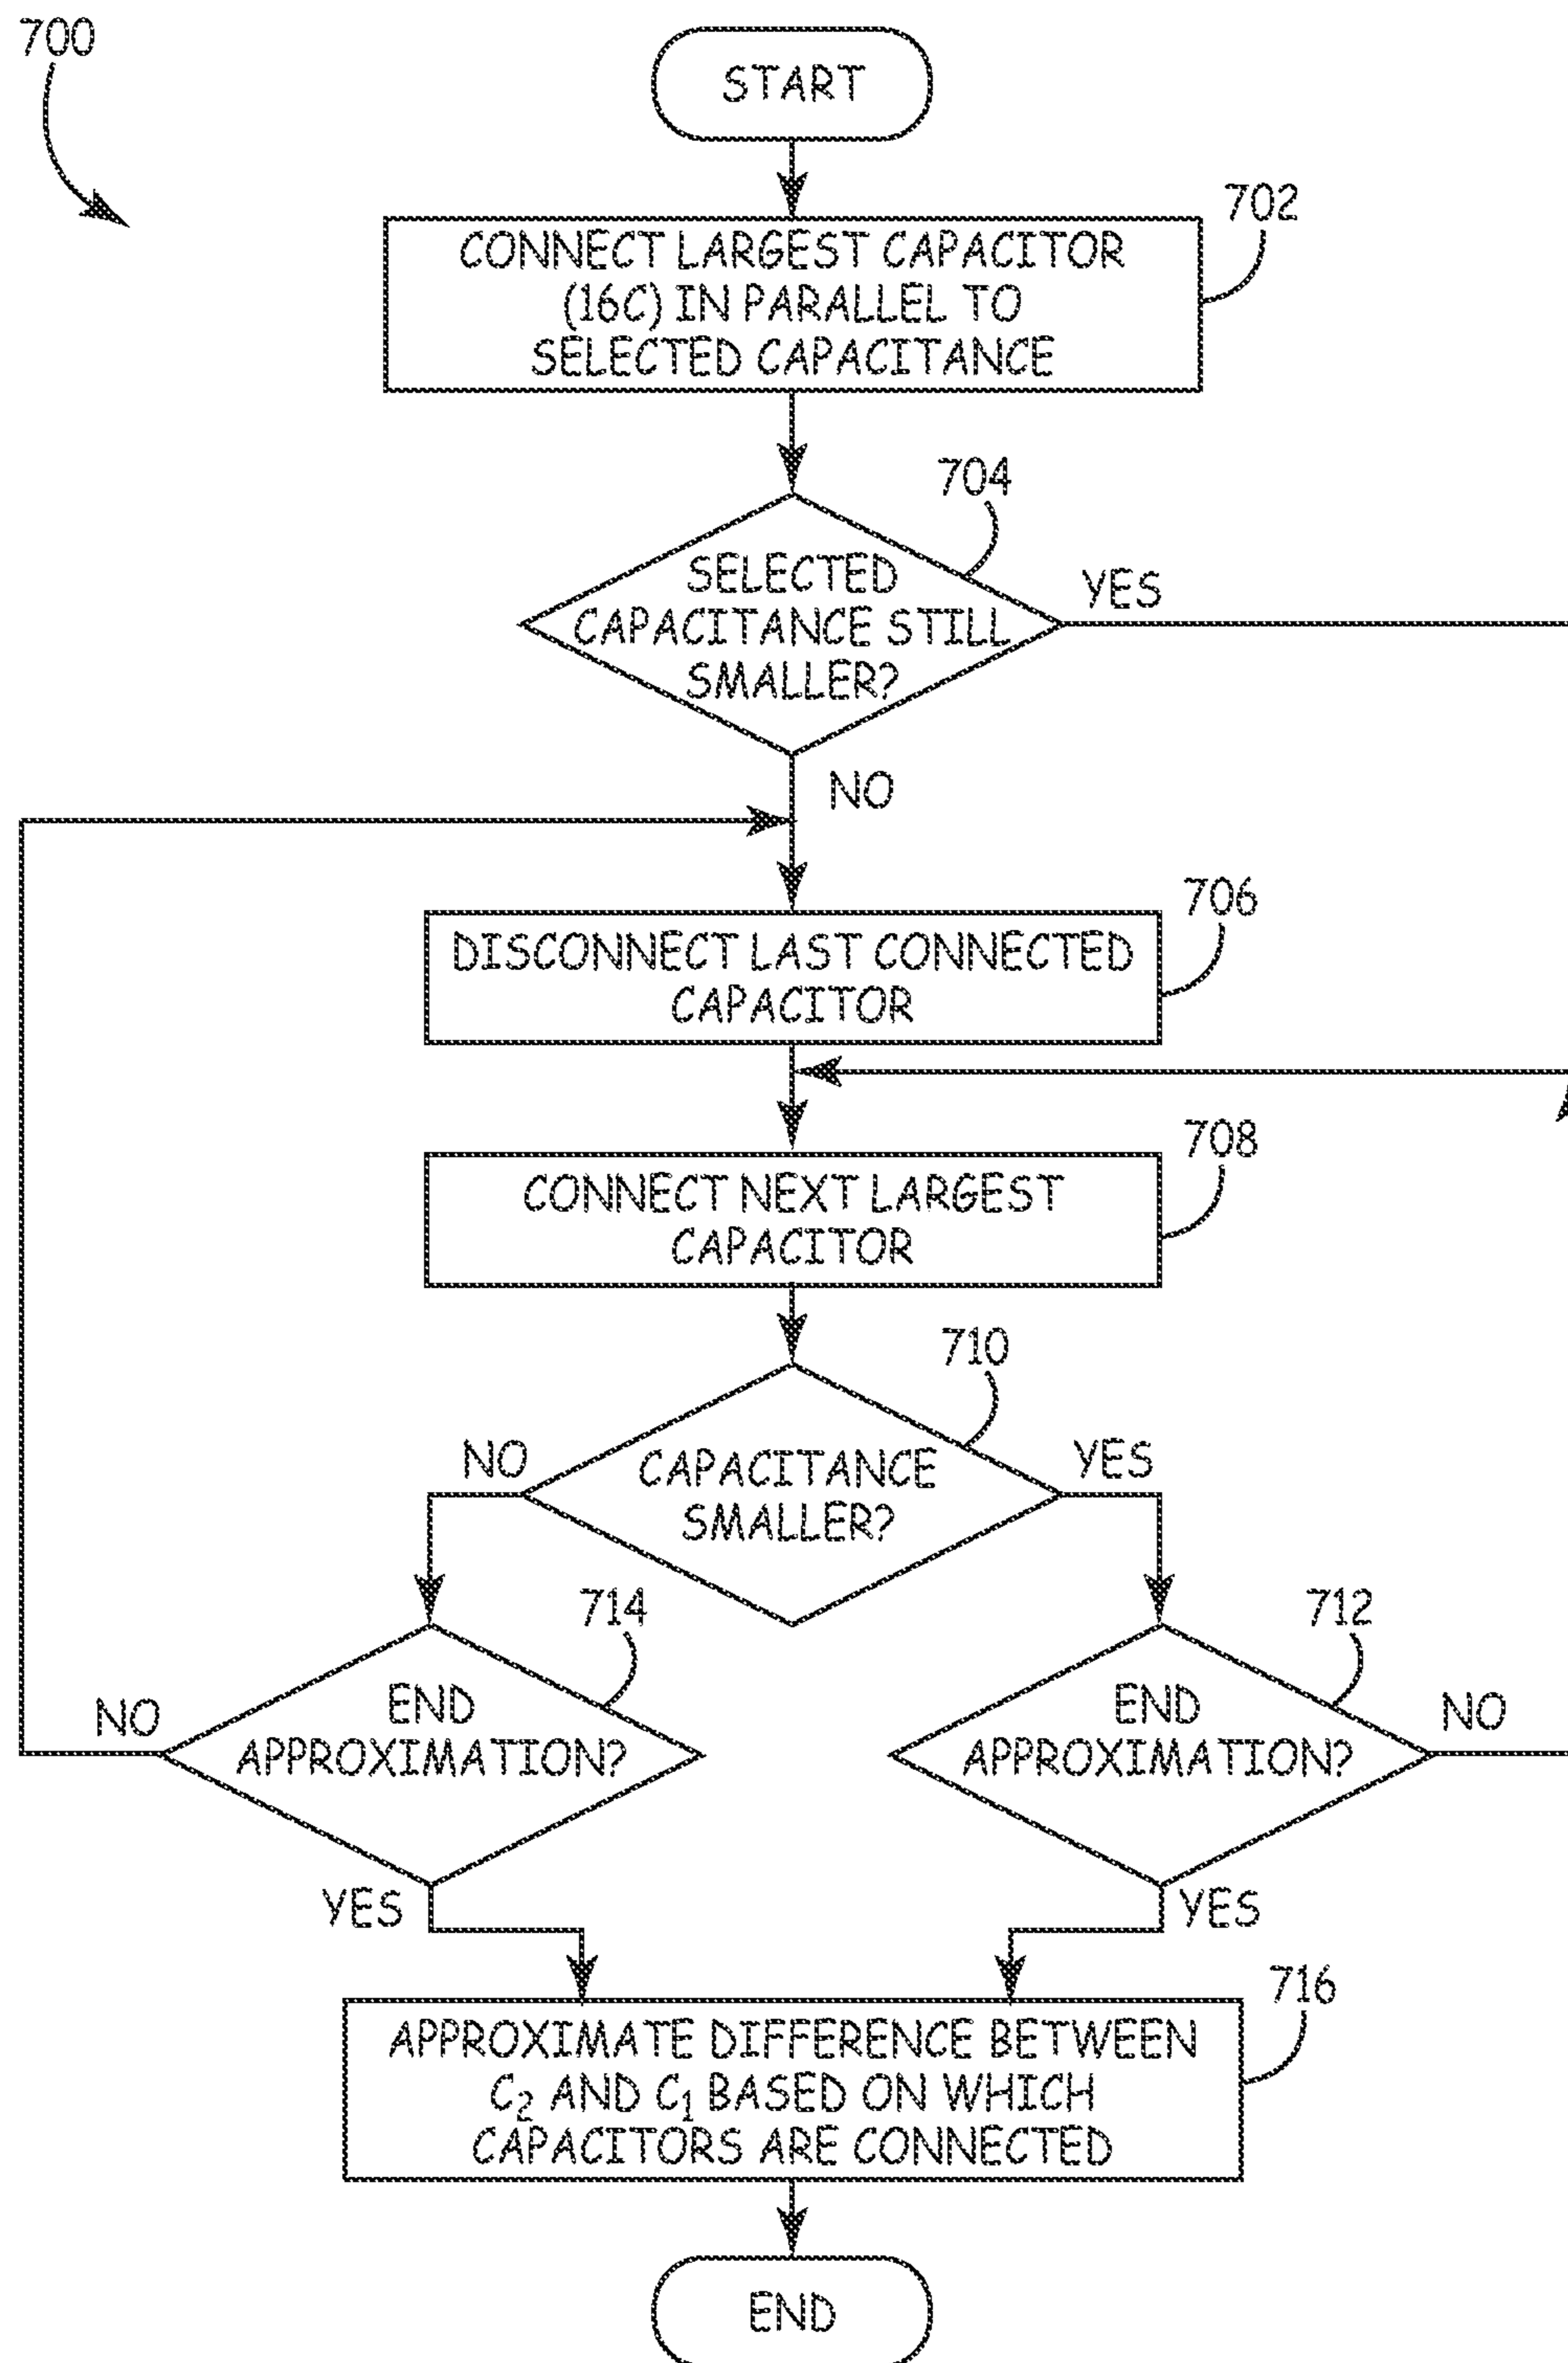 700
START
702
CONNECT LARGEST CAPACITOR
(16C) IN PARALLEL TO
SELECTED CAPACITANCE
704
SELECTED
CAPACITANCE STILL
SMALLER?
YES
NO
706
DISCONNECT LAST CONNECTED
CAPACITOR
708
CONNECT NEXT LARGEST
CAPACITOR
710
CAPACITANCE
SMALLER?
NO
YES
714
END
APPROXIMATION?
NO
YES
712
END
APPROXIMATION?
NO
YES
716
APPROXIMATE DIFFERENCE BETWEEN
C₂ AND C₁ BASED ON WHICH
CAPACITORS ARE CONNECTED
END